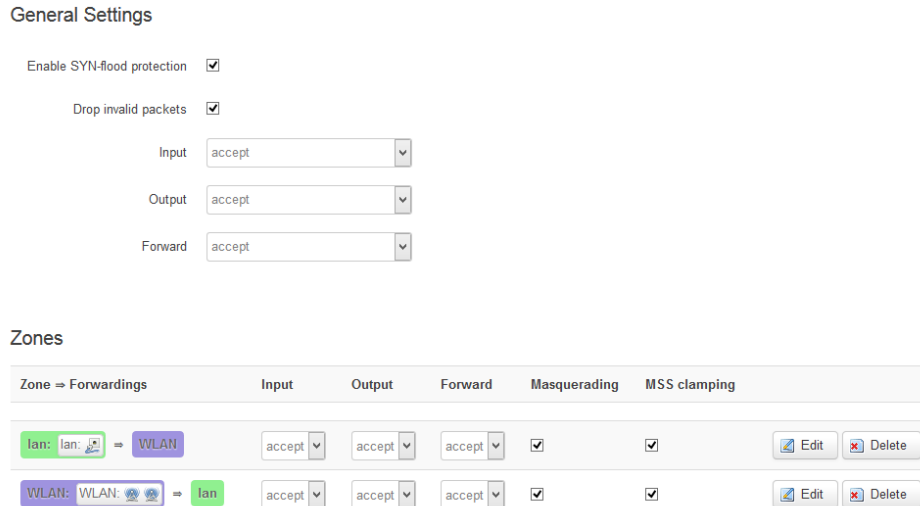 General Settings
Enable SYN-flood protection
Drop invalid packets
Input accept
Output accept
Forward accept
Zones
Zone ⇒ Forwardings Input Output Forward Masquerading MSS clamping
lan: lan: ⇒ WLAN accept accept accept Edit Delete
WLAN: WLAN: ⇒ lan accept accept accept Edit Delete